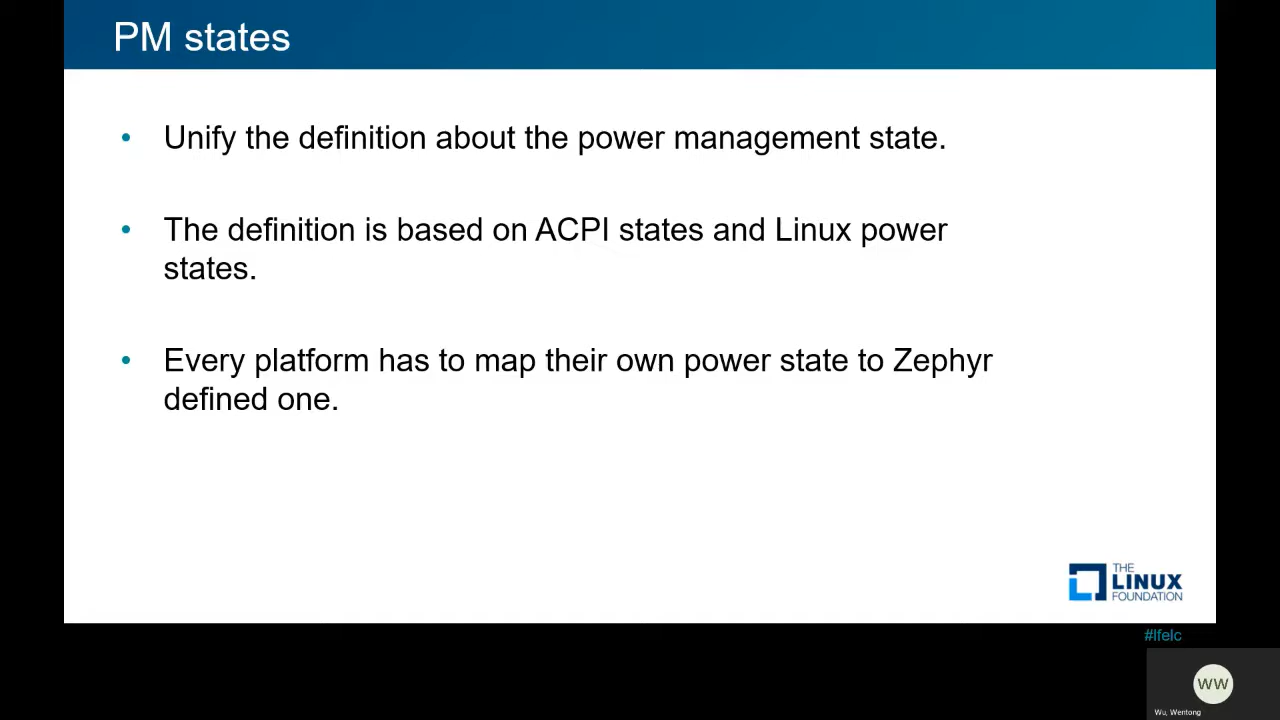 PM states
• Unify the definition about the power management state.
• The definition is based on ACPI states and Linux power
states.
• Every platform has to map their own power state to Zephyr
defined one.
THE
LINUX
FOUNDATION
#lfelc
WW
Wu, Wentong